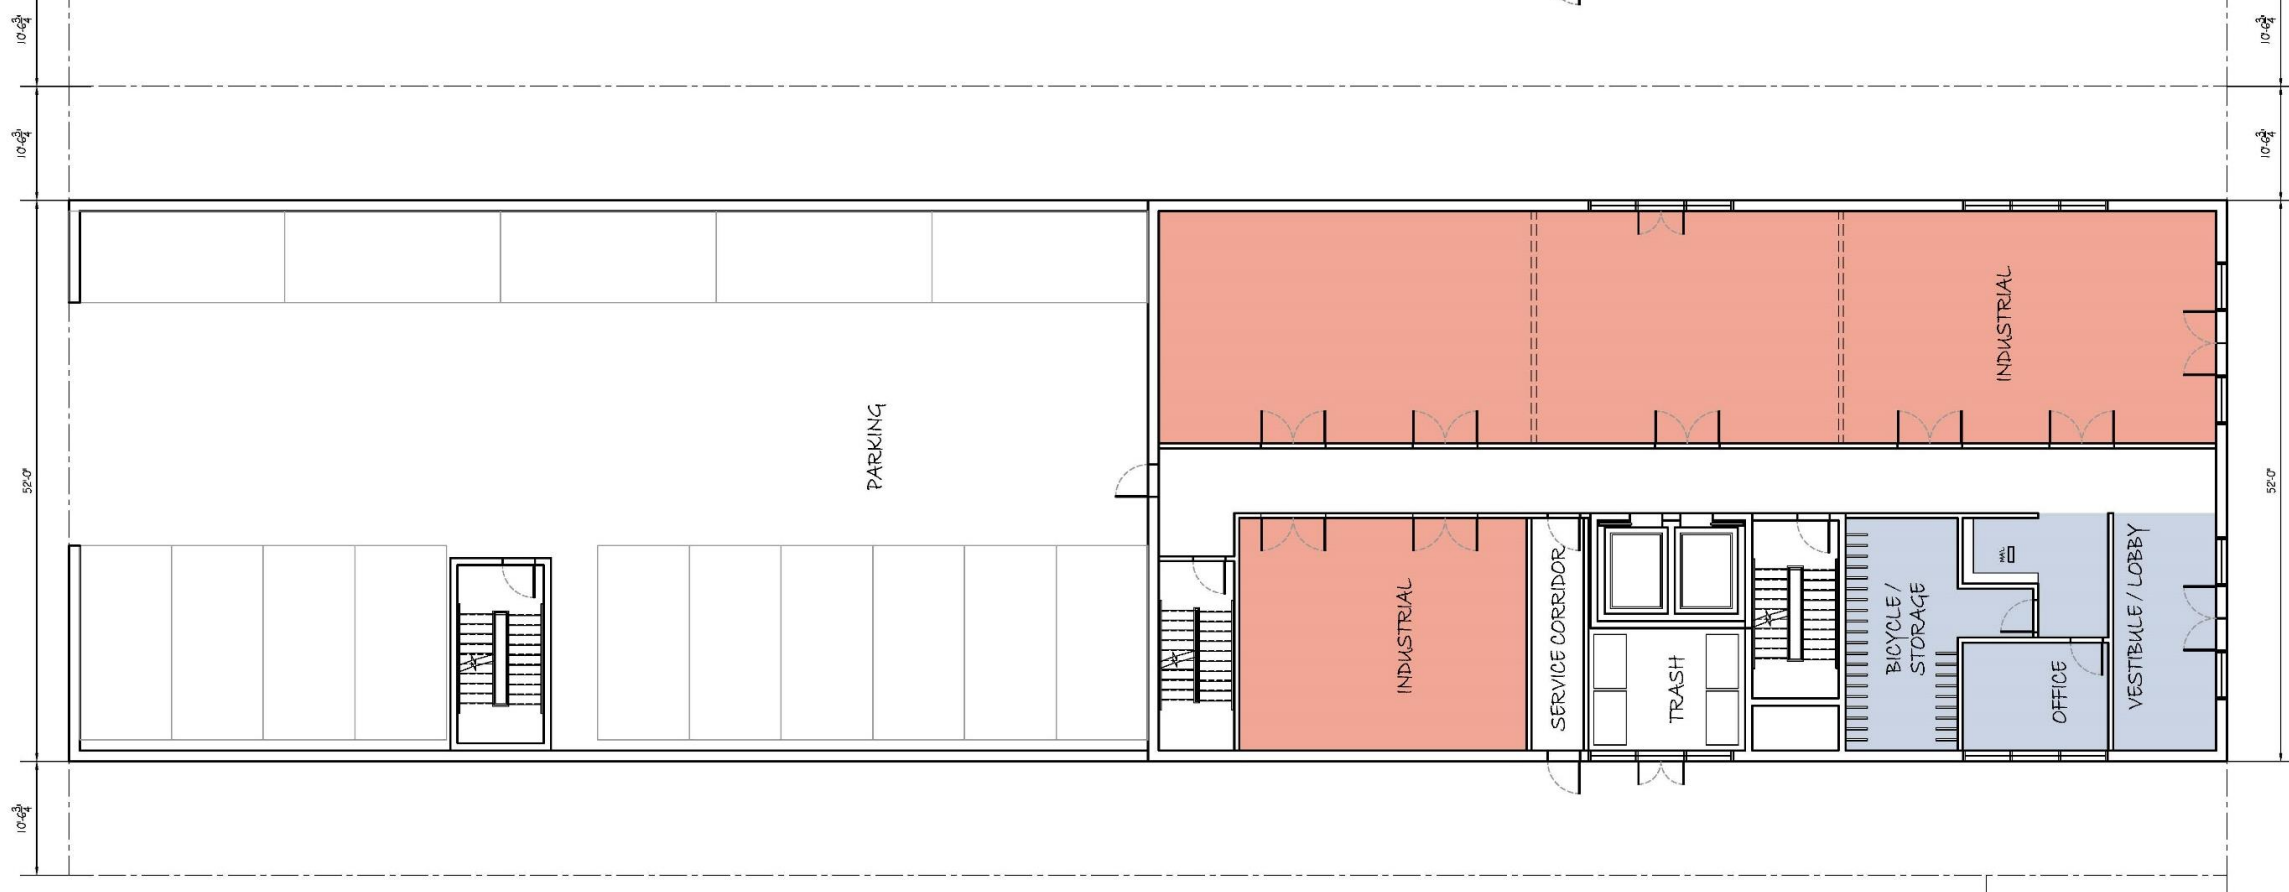 10'-6¾"
10'-6¾"
10'-6¾"
10'-6¾"
INDUSTRIAL
PARKING
52'-0"
52'-0"
MAIL
SERVICE CORRIDOR
INDUSTRIAL
BICYCLE /
STORAGE
VESTIBULE / LOBBY
TRASH
OFFICE
10'-6¾"